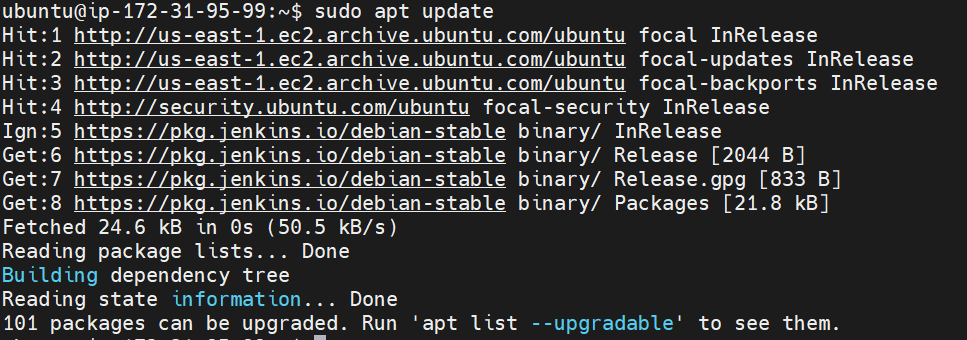 ubuntu@ip-172-31-95-99:~$ sudo apt update
Hit:1 http://us-east-1.ec2.archive.ubuntu.com/ubuntu focal InRelease
Hit:2 http://us-east-1.ec2.archive.ubuntu.com/ubuntu focal-updates InRelease
Hit:3 http://us-east-1.ec2.archive.ubuntu.com/ubuntu focal-backports InRelease
Hit:4 http://security.ubuntu.com/ubuntu focal-security InRelease
Ign:5 https://pkg.jenkins.io/debian-stable binary/ InRelease
Get:6 https://pkg.jenkins.io/debian-stable binary/ Release [2044 B]
Get:7 https://pkg.jenkins.io/debian-stable binary/ Release.gpg [833 B]
Get:8 https://pkg.jenkins.io/debian-stable binary/ Packages [21.8 kB]
Fetched 24.6 kB in 0s (50.5 kB/s)
Reading package lists... Done
Building dependency tree
Reading state information... Done
101 packages can be upgraded. Run 'apt list --upgradable' to see them.